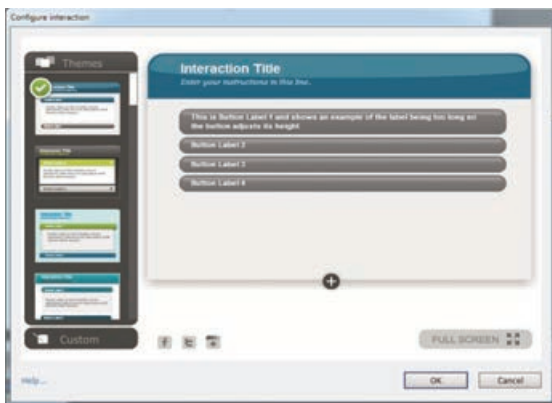 Configure interaction
Themes
Interaction Title
Enter your instructions in this line.
This is Button Label 1 and shows an example of the label being too long so
the button adjusts its height
Button Label 2
Button Label 3
Button Label 4
Custom
FULL SCREEN
Help...
OK
Cancel